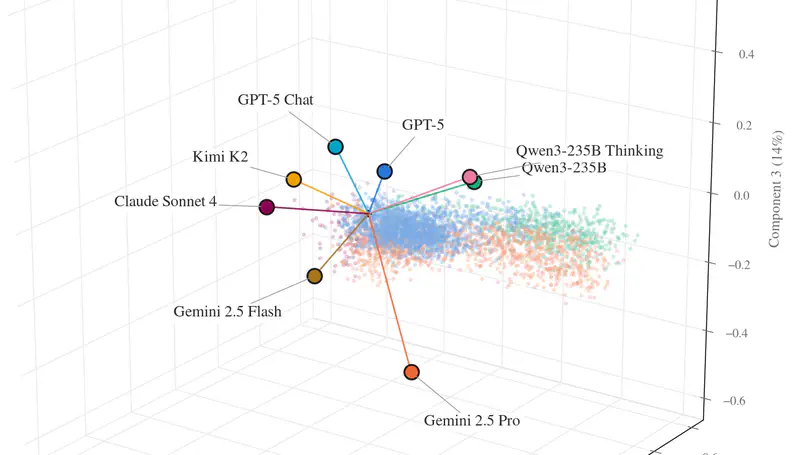 0.4
GPT-5 Chat
GPT-5
0.2
Kimi K2
Qwen3-235B Thinking
Qwen3-235B
Claude Sonnet 4
0.0
Component 3 (14%)
−0.2
Gemini 2.5 Flash
−0.4
−0.6
Gemini 2.5 Pro